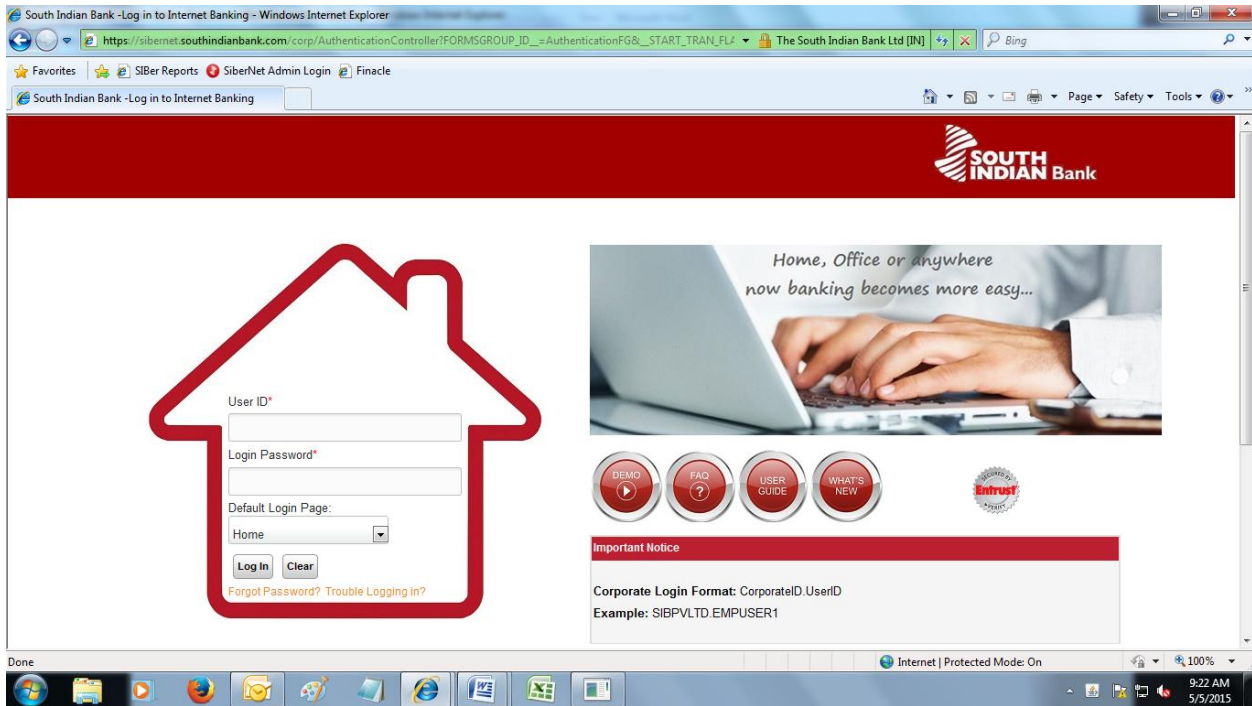 South Indian Bank -Log in to Internet Banking - Windows Internet Explorer
https://sibernet.southindianbank.com/corp/AuthenticationController?FORMSGROUP_ID__=AuthenticationFG&__START_TRAN_FL
The South Indian Bank Ltd [IN]
Bing
Favorites
SIBer Reports
SiberNet Admin Login
Finacle
South Indian Bank -Log in to Internet Banking
Page
Safety
Tools
SOUTH
INDIAN Bank
Home, Office or anywhere
now banking becomes more easy...
User ID*
Login Password*
Default Login Page:
Home
Log In
Clear
Forgot Password? Trouble Logging in?
DEMO
FAQ
?
USER
GUIDE
WHAT'S
NEW
SECURED BY
Entrust
VERIFY
Important Notice
Corporate Login Format: CorporateID.UserID
Example: SIBPVLTD.EMPUSER1
Done
Internet | Protected Mode: On
100%
9:22 AM
5/5/2015